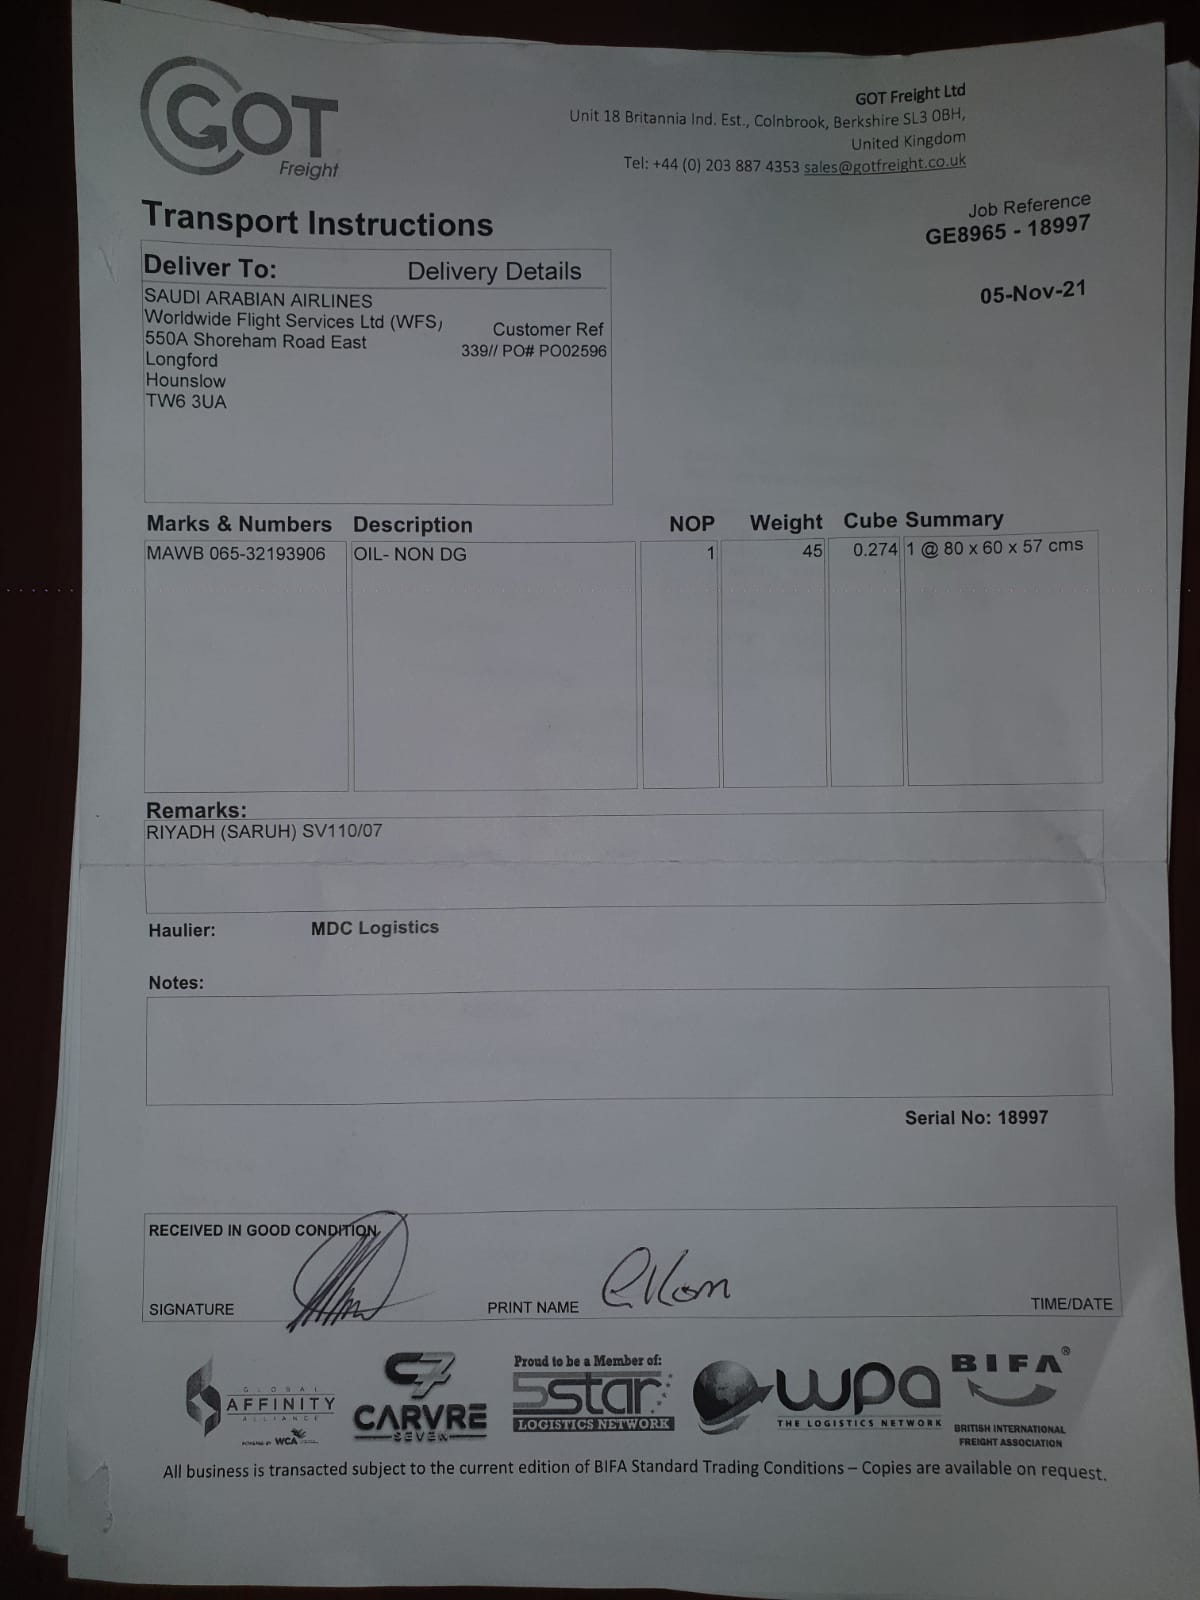 GOT
Freight
GOT Freight Ltd
Unit 18 Britannia Ind. Est., Colnbrook, Berkshire SL3 0BH,
United Kingdom
Tel: +44 (0) 203 887 4353 sales@gotfreight.co.uk
Transport Instructions
Job Reference
GE8965 - 18997
05-Nov-21
Deliver To: Delivery Details
SAUDI ARABIAN AIRLINES
Worldwide Flight Services Ltd (WFS)
550A Shoreham Road East
Longford
Hounslow
TW6 3UA
Customer Ref
339// PO# PO02596
Marks & Numbers Description NOP Weight Cube Summary
MAWB 065-32193906 OIL- NON DG 1 45 0.274 1 @ 80 x 60 x 57 cms
Remarks:
RIYADH (SARUH) SV110/07
Haulier: MDC Logistics
Notes:
Serial No: 18997
RECEIVED IN GOOD CONDITION
SIGNATURE PRINT NAME TIME/DATE
GLOBAL
AFFINITY
ALLIANCE
POWERED BY WCA
C7
CARVRE
SEVEN
Proud to be a Member of:
5star
LOGISTICS NETWORK
wpa
THE LOGISTICS NETWORK
BIFA®
BRITISH INTERNATIONAL
FREIGHT ASSOCIATION
All business is transacted subject to the current edition of BIFA Standard Trading Conditions – Copies are available on request.